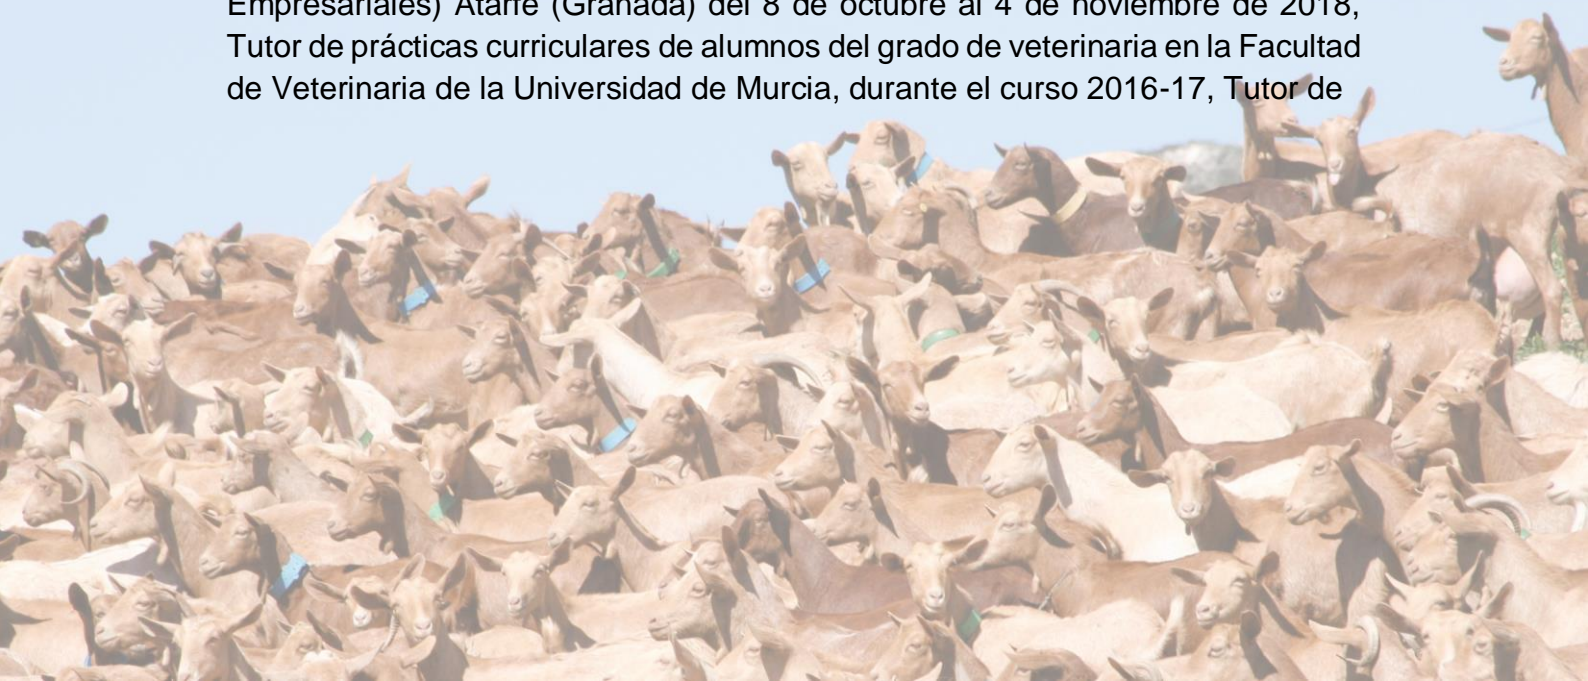 Empresariales) Atarfe (Granada) del 8 de octubre al 4 de noviembre de 2018,
Tutor de prácticas curriculares de alumnos del grado de veterinaria en la Facultad
de Veterinaria de la Universidad de Murcia, durante el curso 2016-17, Tutor de